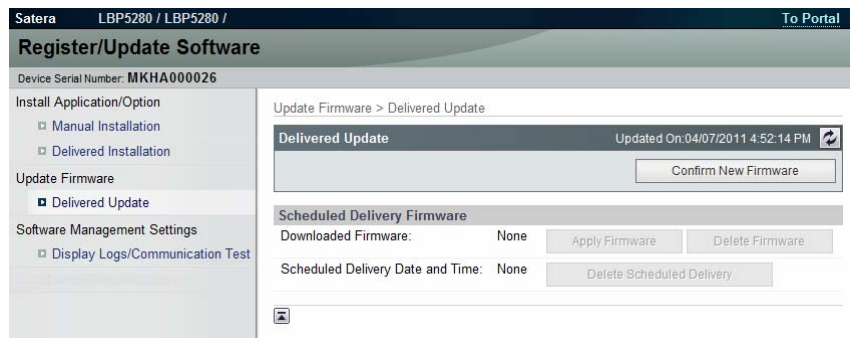 Satera LBP5280 / LBP5280 / To Portal
Register/Update Software
Device Serial Number: MKHA000026
Install Application/Option
Manual Installation
Delivered Installation
Update Firmware
Delivered Update
Software Management Settings
Display Logs/Communication Test
Update Firmware > Delivered Update
Delivered Update Updated On:04/07/2011 4:52:14 PM
Confirm New Firmware
Scheduled Delivery Firmware
Downloaded Firmware: None Apply Firmware Delete Firmware
Scheduled Delivery Date and Time: None Delete Scheduled Delivery